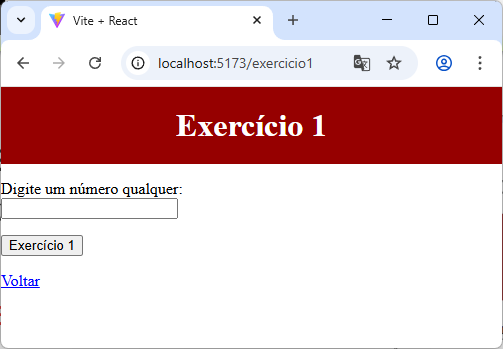 Vite + React
localhost:5173/exercicio1
Exercício 1
Digite um número qualquer:
Exercício 1
Voltar